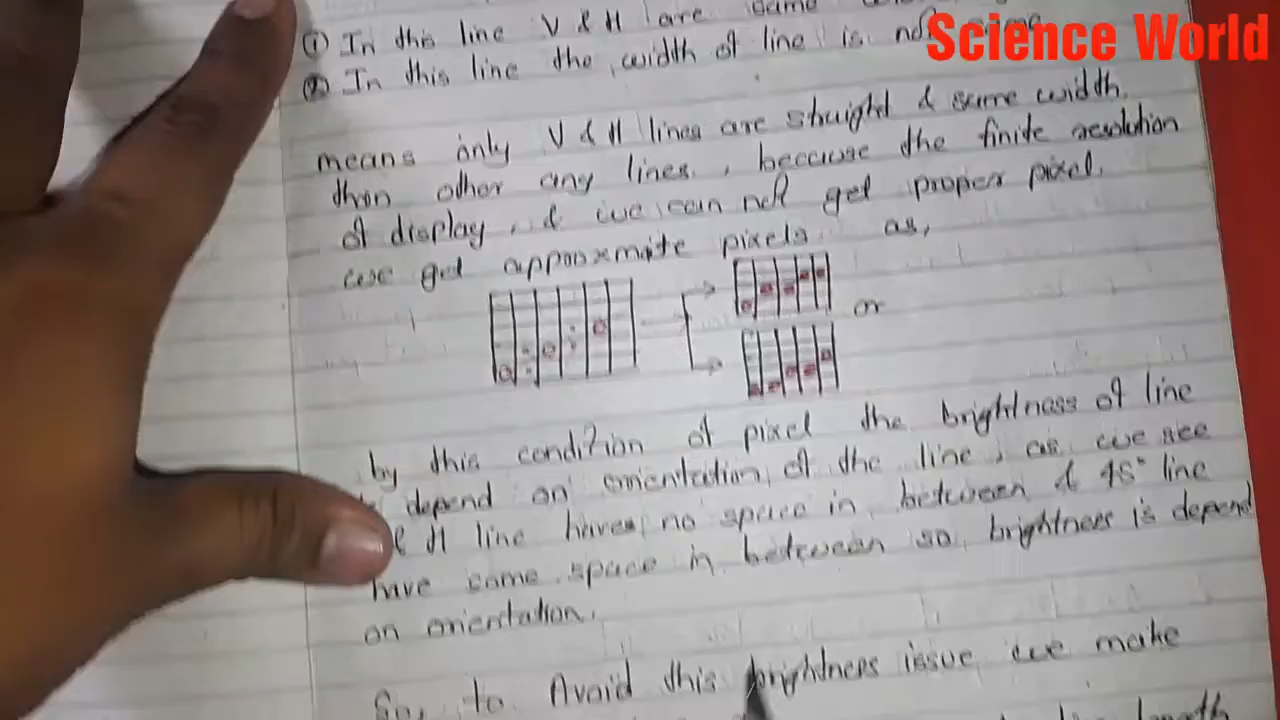 Science World
① In this line V & H are same
② In this line the width of line is not same
means only V & H lines are straight & same width
than other any lines, because the finite resolution
of display, & we can not get proper pixel.
we get approxmate pixels. as,
or
by this condition of pixel the brightness of line
depend on orientation of the line, as we see
& H line haves no space in between & 45° line
have some space in between so brightness is depend
on orientation.
So, to Avoid this brightness issue we make
length